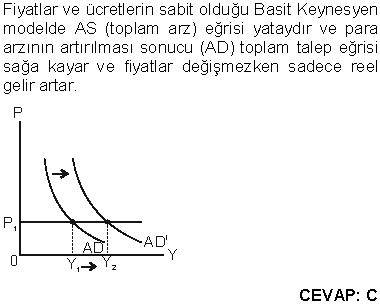 Fiyatlar ve ücretlerin sabit olduğu Basit Keynesyen
modelde AS (toplam arz) eğrisi yataydır ve para
arzının artırılması sonucu (AD) toplam talep eğrisi
sağa kayar ve fiyatlar değişmezken sadece reel
gelir artar.
P
P₁
AD
AD'
Y
0
Y₁
Y₂
CEVAP: C